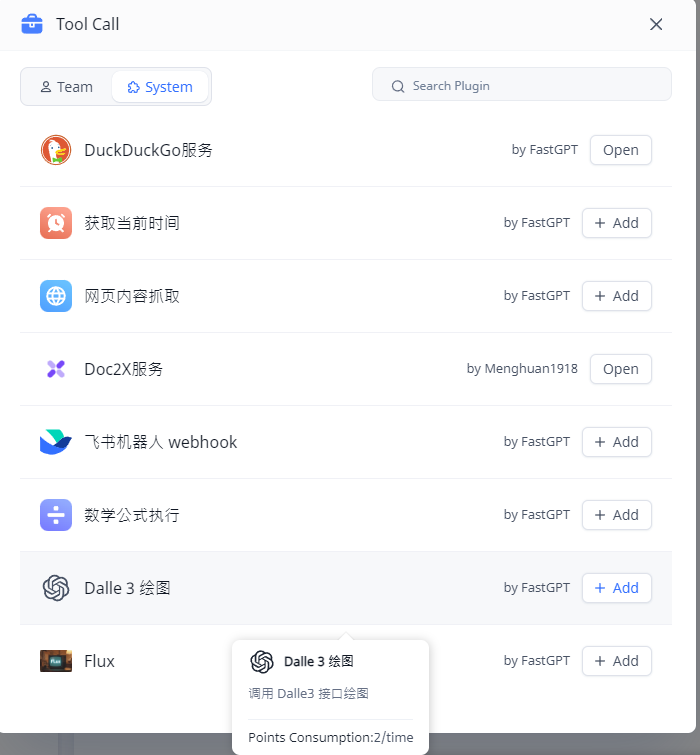 Tool Call
Team
System
Search Plugin
DuckDuckGo服务
by FastGPT
Open
获取当前时间
by FastGPT
+ Add
网页内容抓取
by FastGPT
+ Add
Doc2X服务
by Menghuan1918
Open
飞书机器人 webhook
by FastGPT
+ Add
数学公式执行
by FastGPT
+ Add
Dalle 3 绘图
by FastGPT
+ Add
Flux
by FastGPT
+ Add
Dalle 3 绘图
调用 Dalle3 接口绘图
Points Consumption:2/time